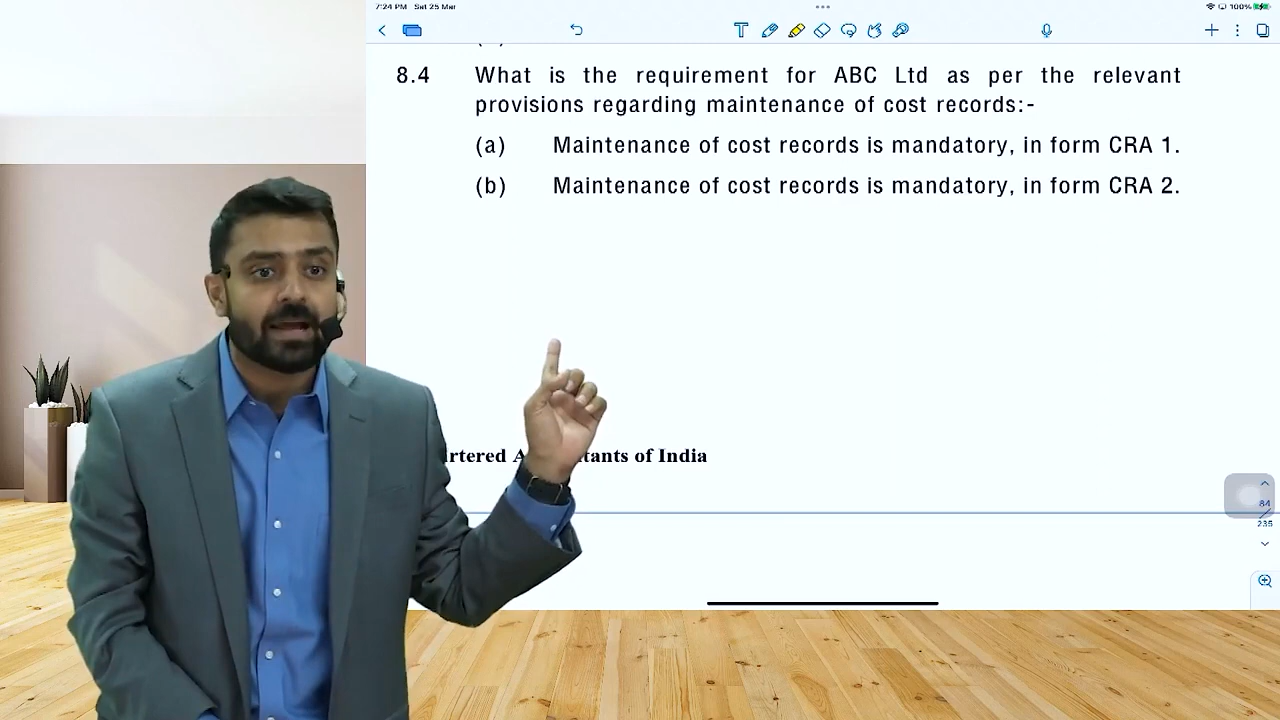 7:24 PM Sat 25 Mar
100%
8.4 What is the requirement for ABC Ltd as per the relevant
provisions regarding maintenance of cost records:-
(a) Maintenance of cost records is mandatory, in form CRA 1.
(b) Maintenance of cost records is mandatory, in form CRA 2.
of India
84
235